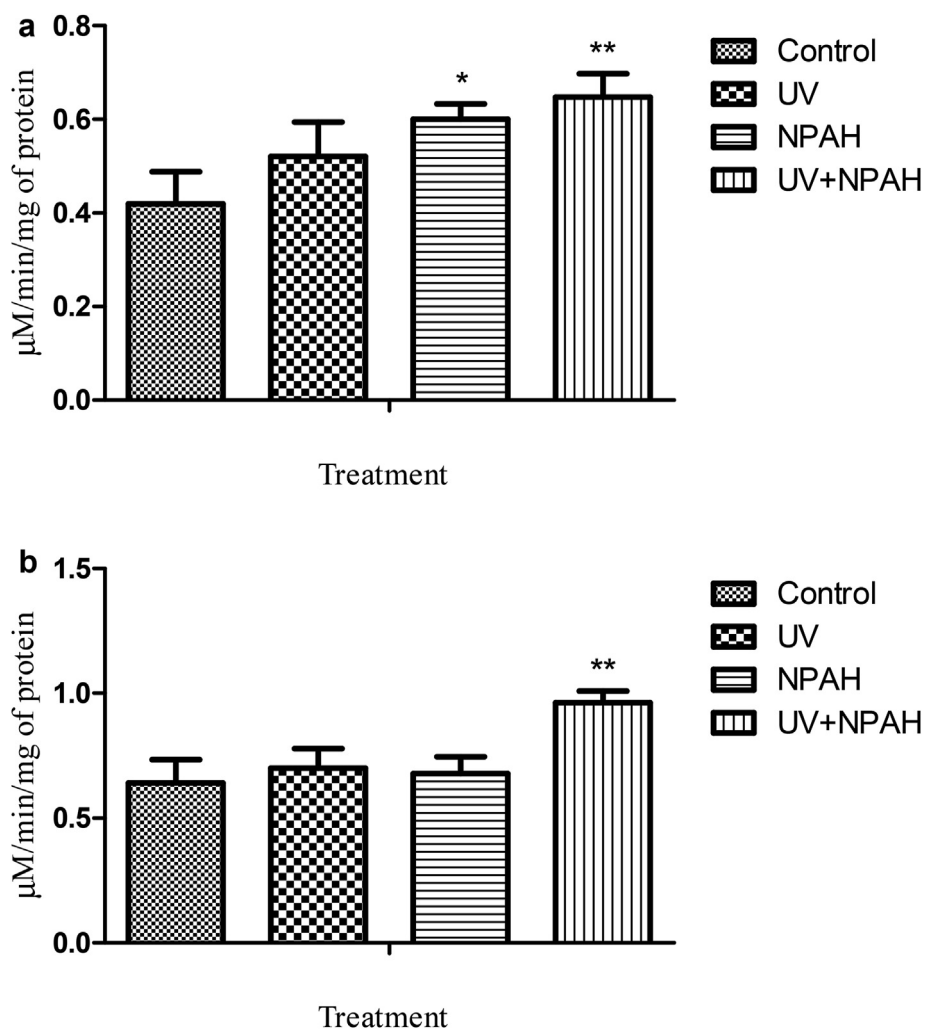 a
µM/min/mg of protein
0.8
0.6
0.4
0.2
0.0
*
**
Treatment
Control
UV
NPAH
UV+NPAH
b
µM/min/mg of protein
1.5
1.0
0.5
0.0
**
Treatment
Control
UV
NPAH
UV+NPAH